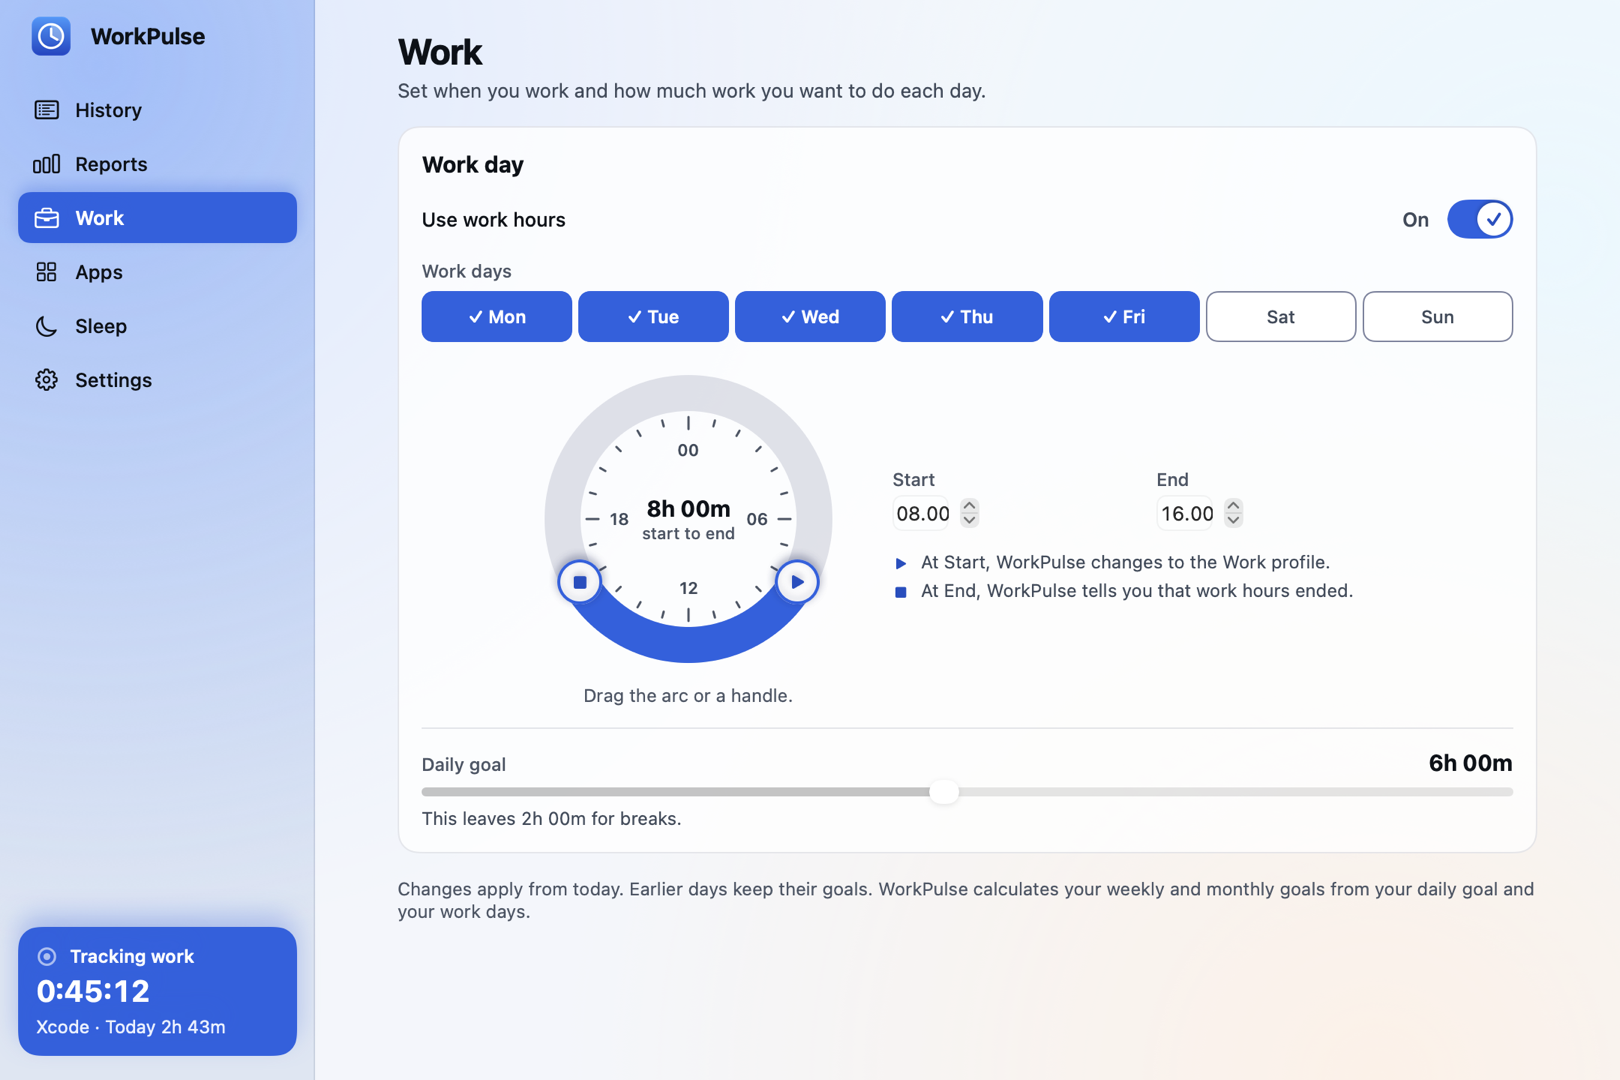 WorkPulse
History
Reports
Work
Apps
Sleep
Settings
Tracking work
0:45:12
Xcode · Today 2h 43m
Work
Set when you work and how much work you want to do each day.
Work day
Use work hours
On
Work days
✓ Mon
✓ Tue
✓ Wed
✓ Thu
✓ Fri
Sat
Sun
00
18
8h 00m
start to end
06
12
Drag the arc or a handle.
Start
08.00
End
16.00
At Start, WorkPulse changes to the Work profile.
At End, WorkPulse tells you that work hours ended.
Daily goal
6h 00m
This leaves 2h 00m for breaks.
Changes apply from today. Earlier days keep their goals. WorkPulse calculates your weekly and monthly goals from your daily goal and
your work days.